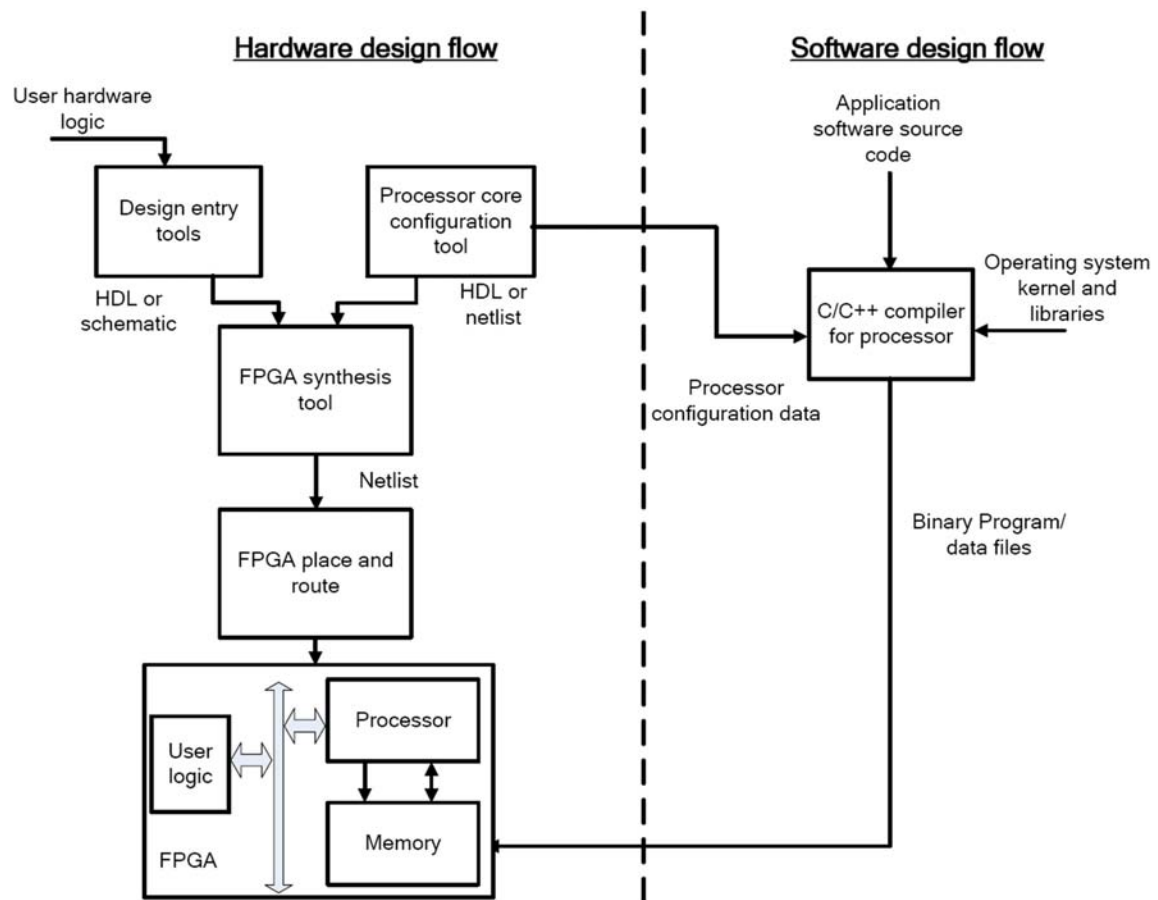 Hardware design flow
Software design flow
User hardware
logic
Design entry
tools
Processor core
configuration
tool
Application
software source
code
HDL or
schematic
HDL or
netlist
Operating system
kernel and
libraries
C/C++ compiler
for processor
FPGA synthesis
tool
Processor
configuration data
Netlist
Binary Program/
data files
FPGA place and
route
Processor
User
logic
Memory
FPGA